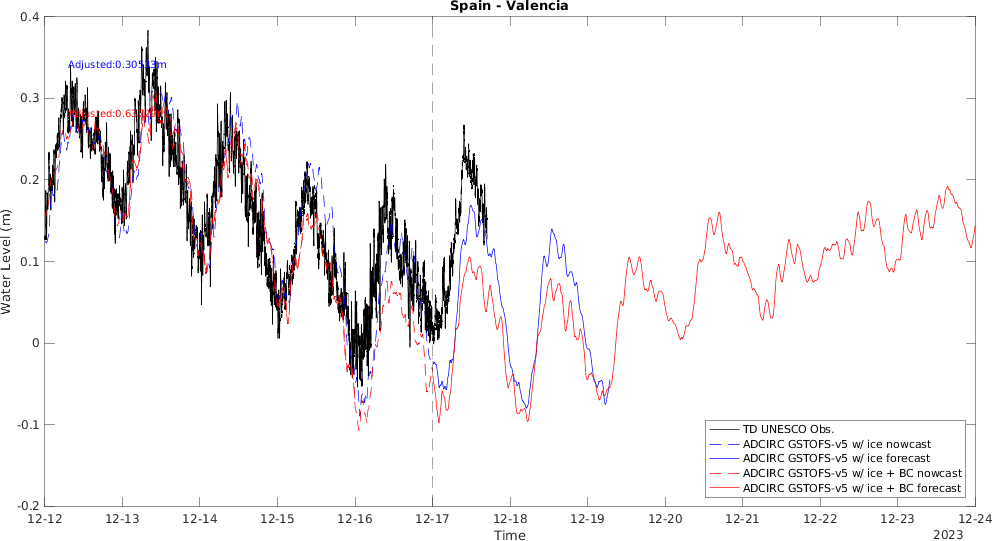 Spain - Valencia
0.4
0.3
0.2
0.1
0
-0.1
-0.2
Water Level (m)
12-12
12-13
12-14
12-15
12-16
12-17
12-18
12-19
12-20
12-21
12-22
12-23
12-24
Time
2023
TD UNESCO Obs.
ADCIRC GSTOFS-v5 w/ ice nowcast
ADCIRC GSTOFS-v5 w/ ice forecast
ADCIRC GSTOFS-v5 w/ ice + BC nowcast
ADCIRC GSTOFS-v5 w/ ice + BC forecast